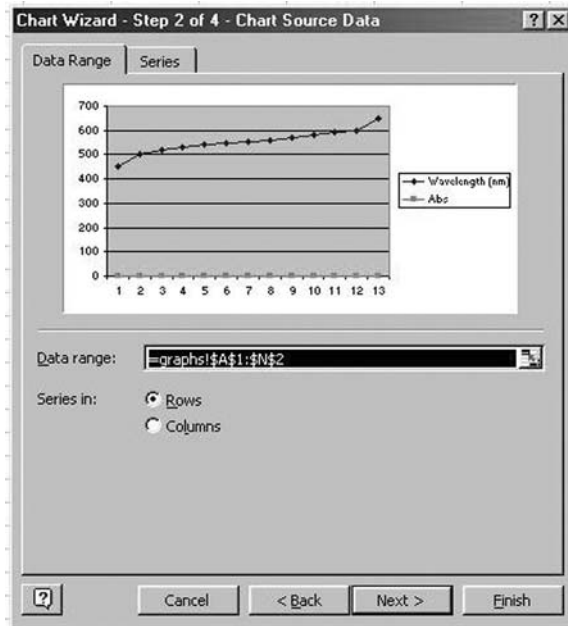 Chart Wizard - Step 2 of 4 - Chart Source Data
Data Range Series
700
600
500
400
300
200
100
0
1 2 3 4 5 6 7 8 9 10 11 12 13
Wavelength (nm)
Abs
Data range: =graphs!$A$1:$N$2
Series in: Rows
Columns
Cancel < Back Next > Finish